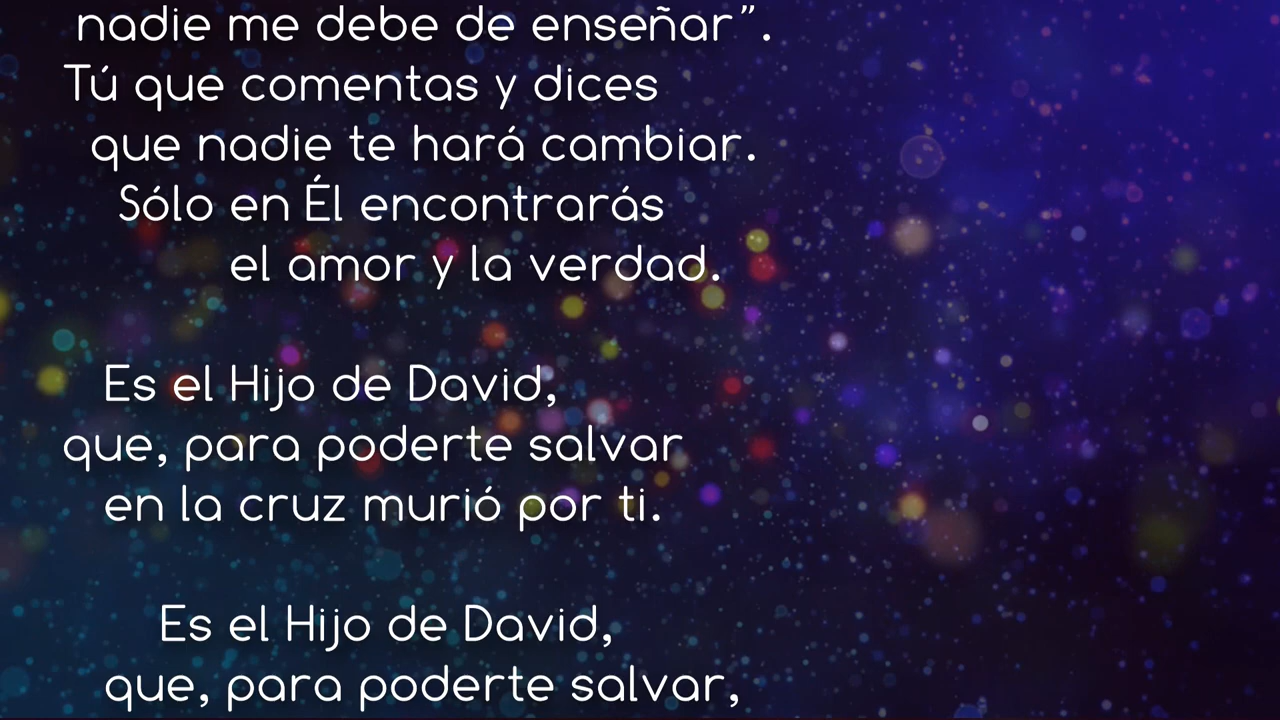 nadie me debe de enseñar”.
Tú que comentas y dices
que nadie te hará cambiar.
Sólo en Él encontrarás
el amor y la verdad.
Es el Hijo de David,
que, para poderte salvar
en la cruz murió por ti.
Es el Hijo de David,
que, para poderte salvar,